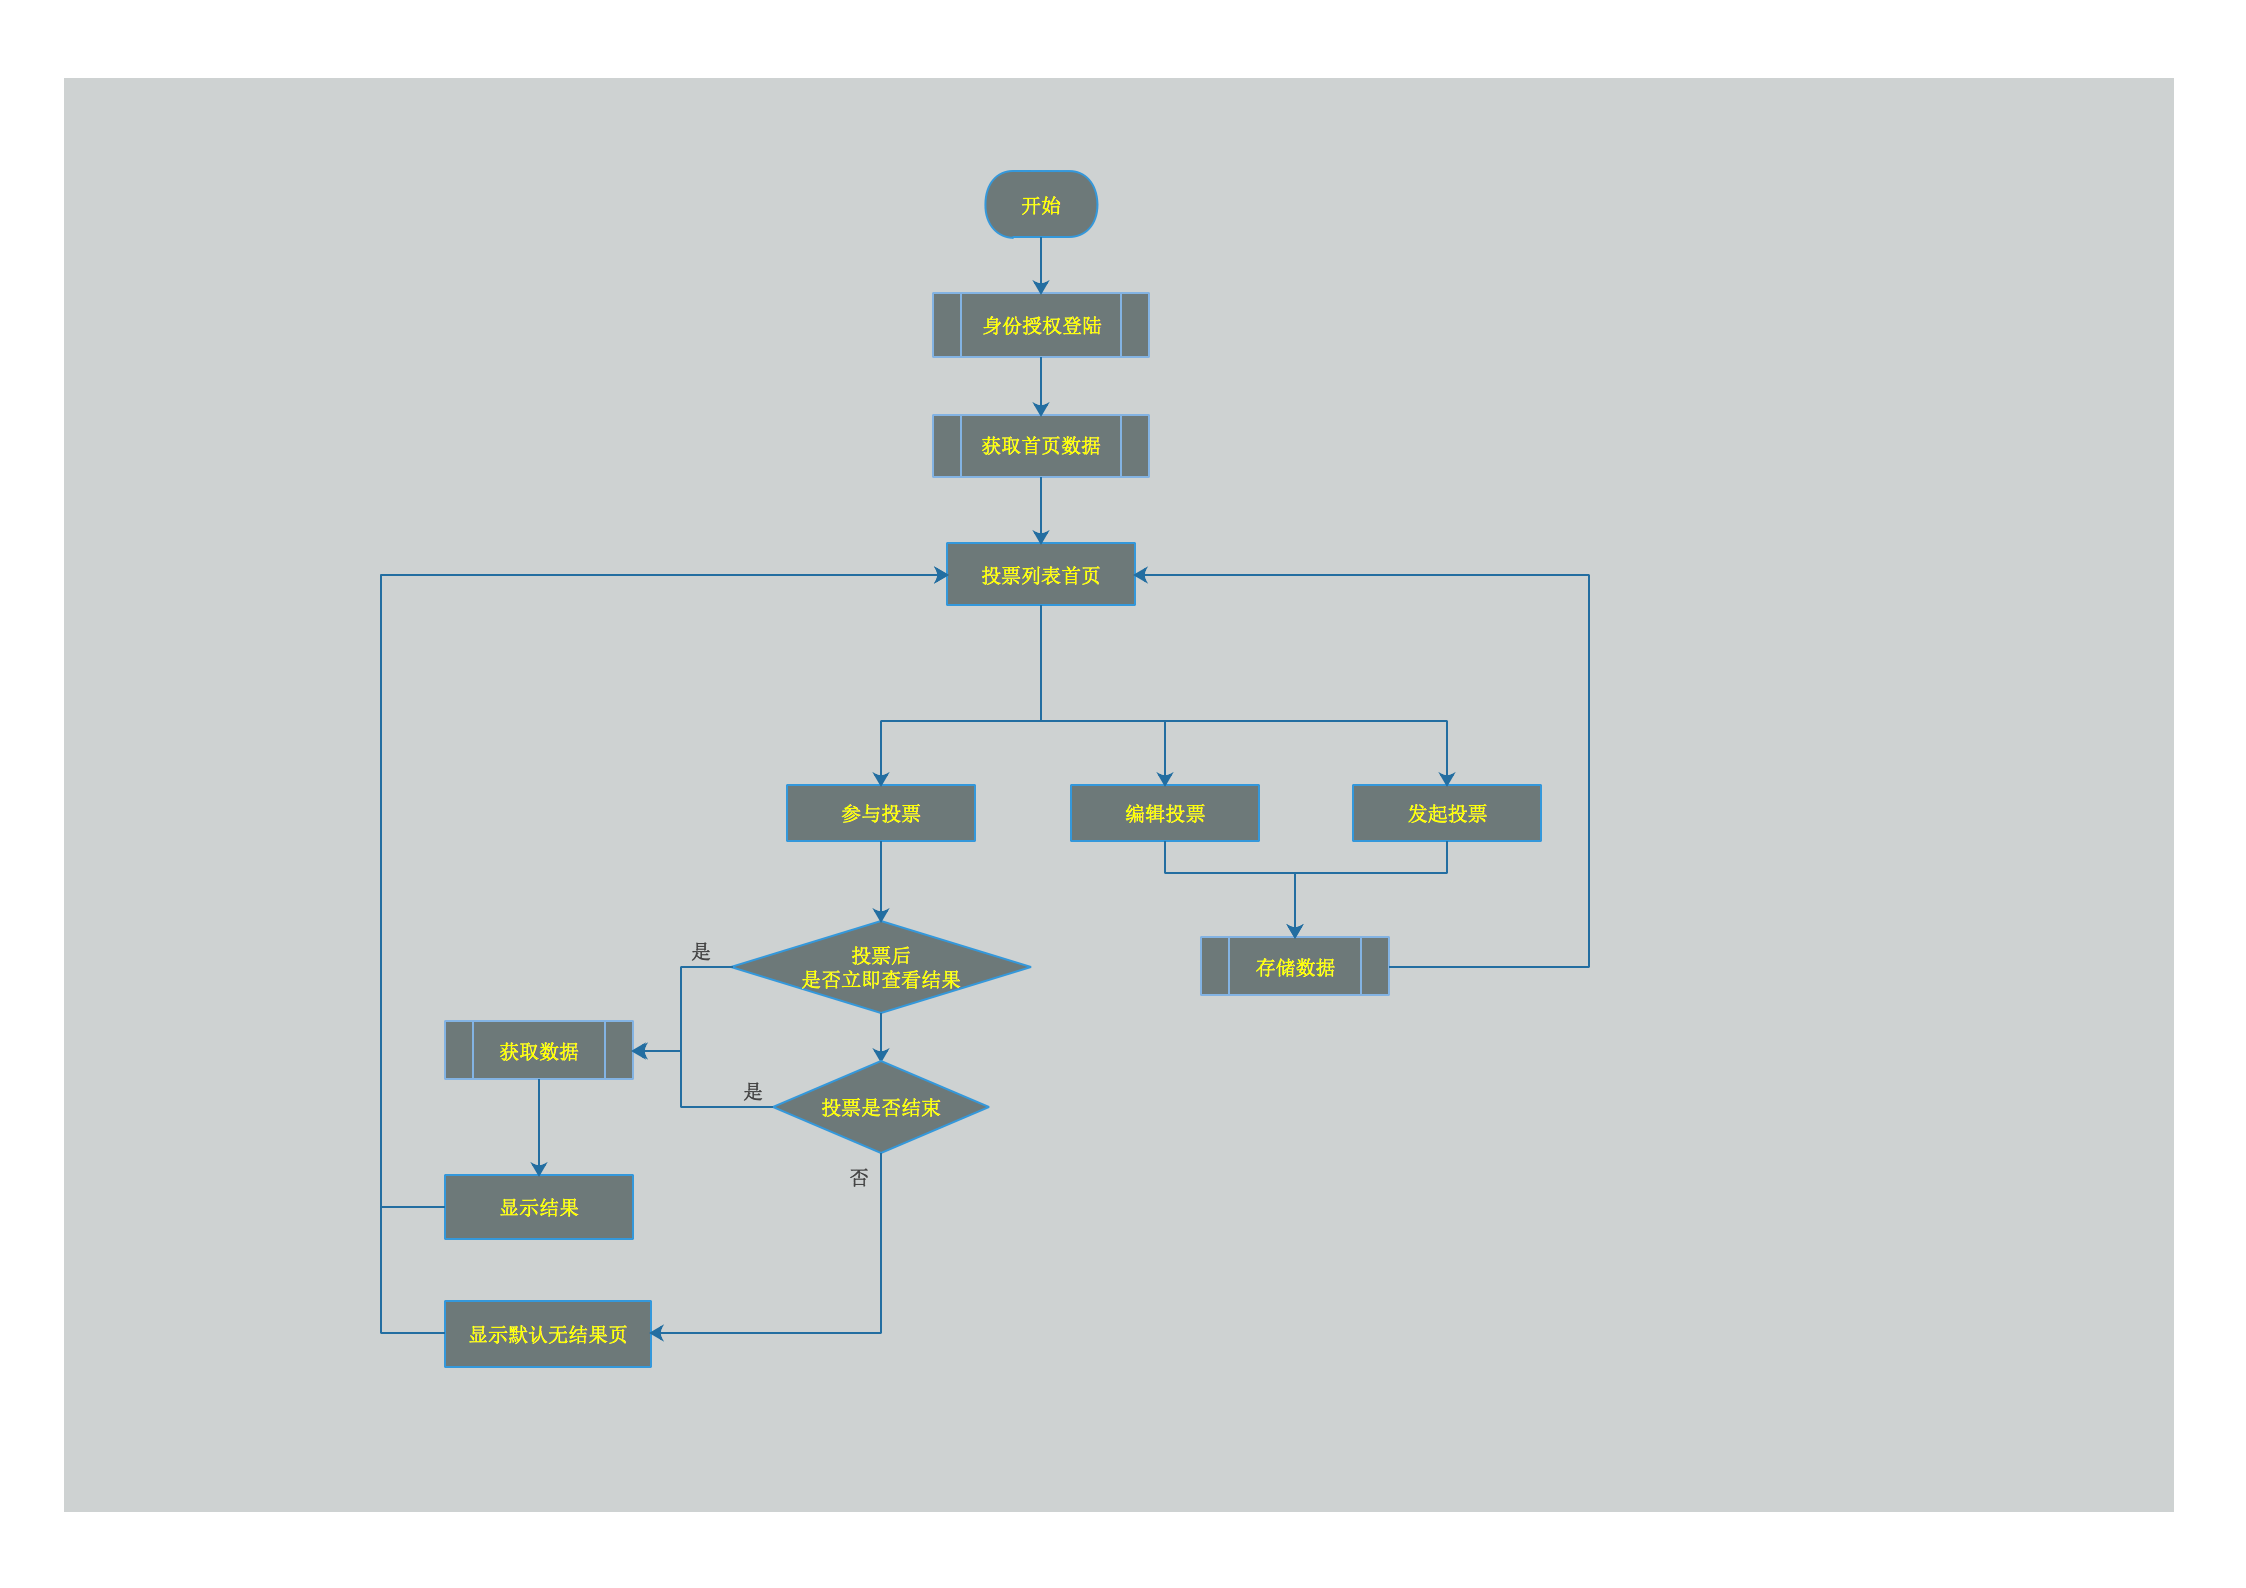 开始
身份授权登陆
获取首页数据
投票列表首页
参与投票
编辑投票
发起投票
是
投票后
是否立即查看结果
存储数据
获取数据
是
投票是否结束
否
显示结果
显示默认无结果页